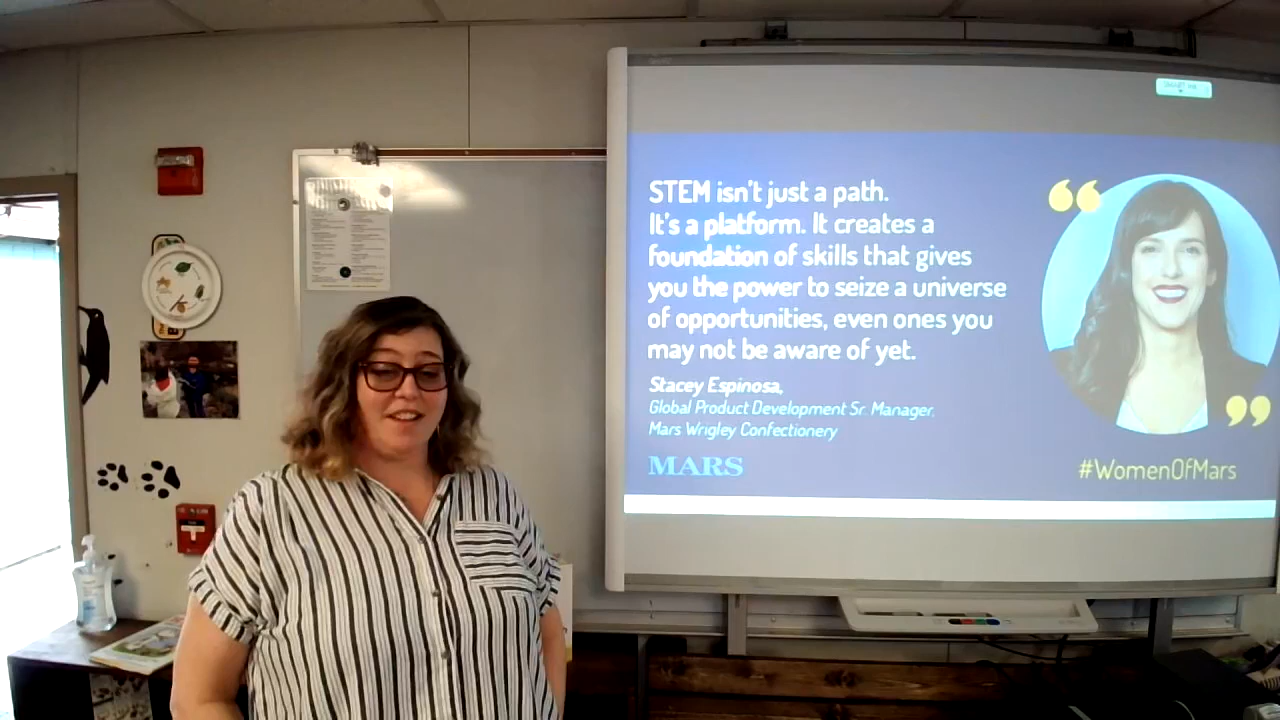 STEM isn't just a path.
It's a platform. It creates a
foundation of skills that gives
you the power to seize a universe
of opportunities, even ones you
may not be aware of yet.
Stacey Espinosa,
Global Product Development Sr. Manager,
Mars Wrigley Confectionery
MARS
#WomenOfMars